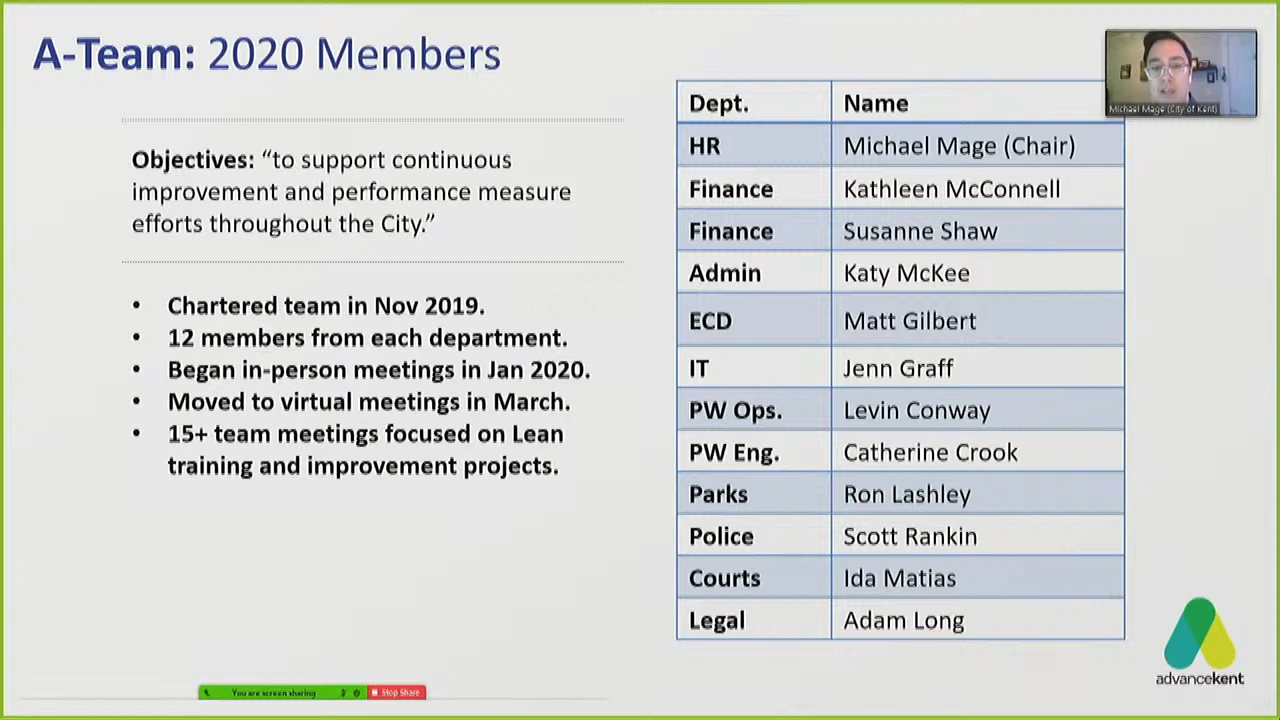 A-Team: 2020 Members
Objectives: “to support continuous
improvement and performance measure
efforts throughout the City.”
• Chartered team in Nov 2019.
• 12 members from each department.
• Began in-person meetings in Jan 2020.
• Moved to virtual meetings in March.
• 15+ team meetings focused on Lean
training and improvement projects.
Dept. Name
HR Michael Mage (Chair)
Finance Kathleen McConnell
Finance Susanne Shaw
Admin Katy McKee
ECD Matt Gilbert
IT Jenn Graff
PW Ops. Levin Conway
PW Eng. Catherine Crook
Parks Ron Lashley
Police Scott Rankin
Courts Ida Matias
Legal Adam Long
Michael Mage (City of Kent)
advancekent
You are screen sharing Stop Share